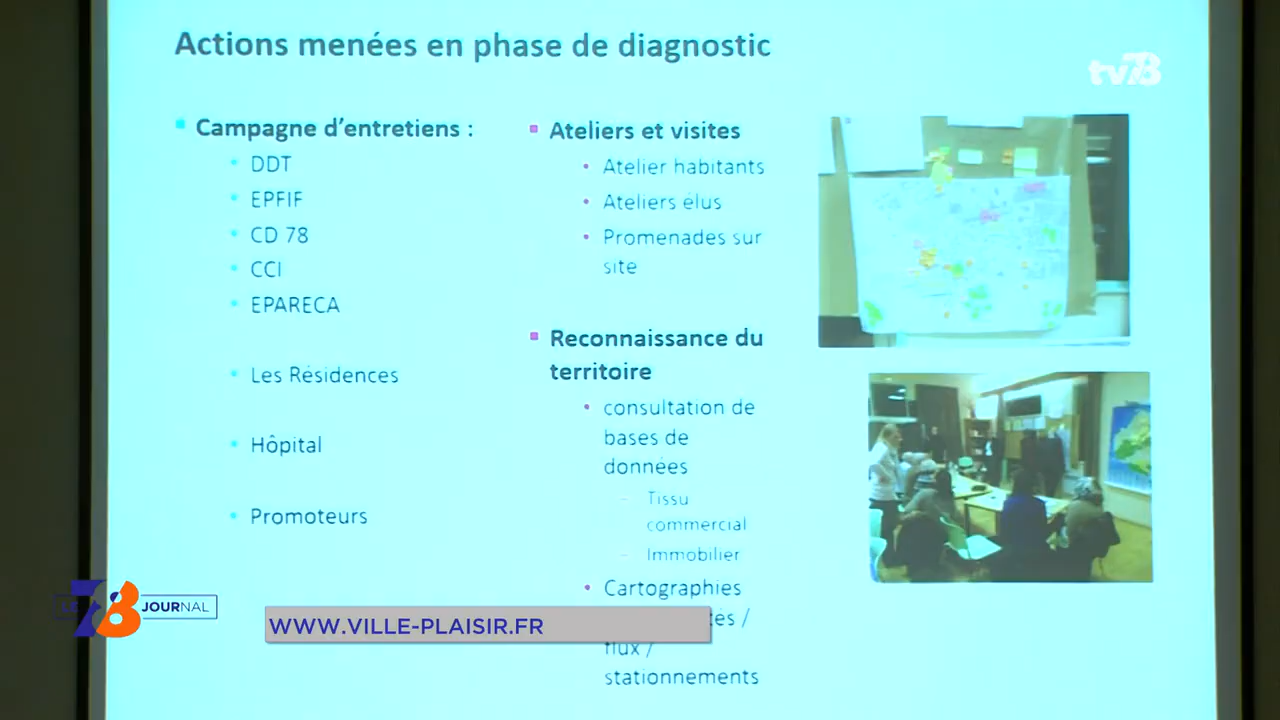 Actions menées en phase de diagnostic
tv78
Campagne d'entretiens :
DDT
EPFIF
CD 78
CCI
EPARECA
Les Résidences
Hôpital
Promoteurs
Ateliers et visites
Atelier habitants
Ateliers élus
Promenades sur
site
Reconnaissance du
territoire
consultation de
bases de
données
Tissu
commercial
Immobilier
Cartographies
flux /
stationnements
LE 78 JOURNAL
WWW.VILLE-PLAISIR.FR